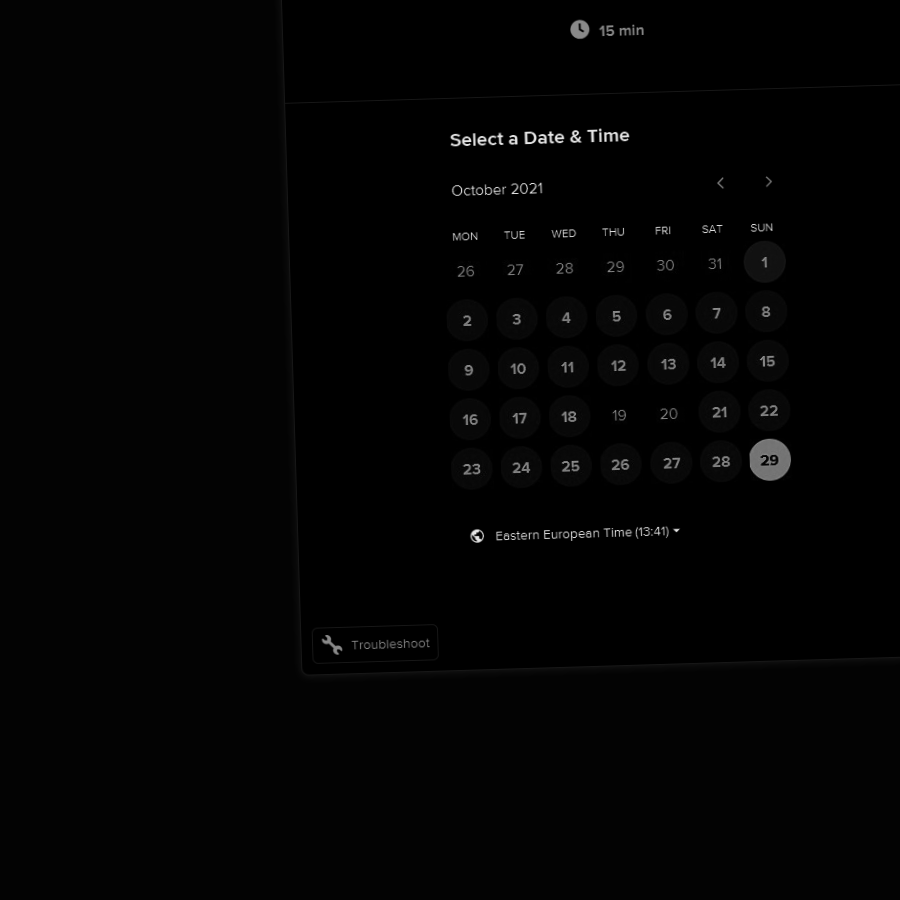 15 min
Select a Date & Time
October 2021
MON TUE WED THU FRI SAT SUN
26 27 28 29 30 31 1
2 3 4 5 6 7 8
9 10 11 12 13 14 15
16 17 18 19 20 21 22
23 24 25 26 27 28 29
Eastern European Time (13:41)
Troubleshoot